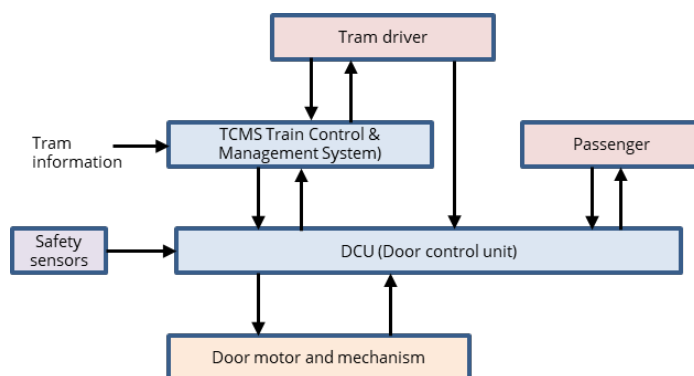 Tram driver
TCMS Train Control &
Management System)
Tram
information
Passenger
Safety
sensors
DCU (Door control unit)
Door motor and mechanism